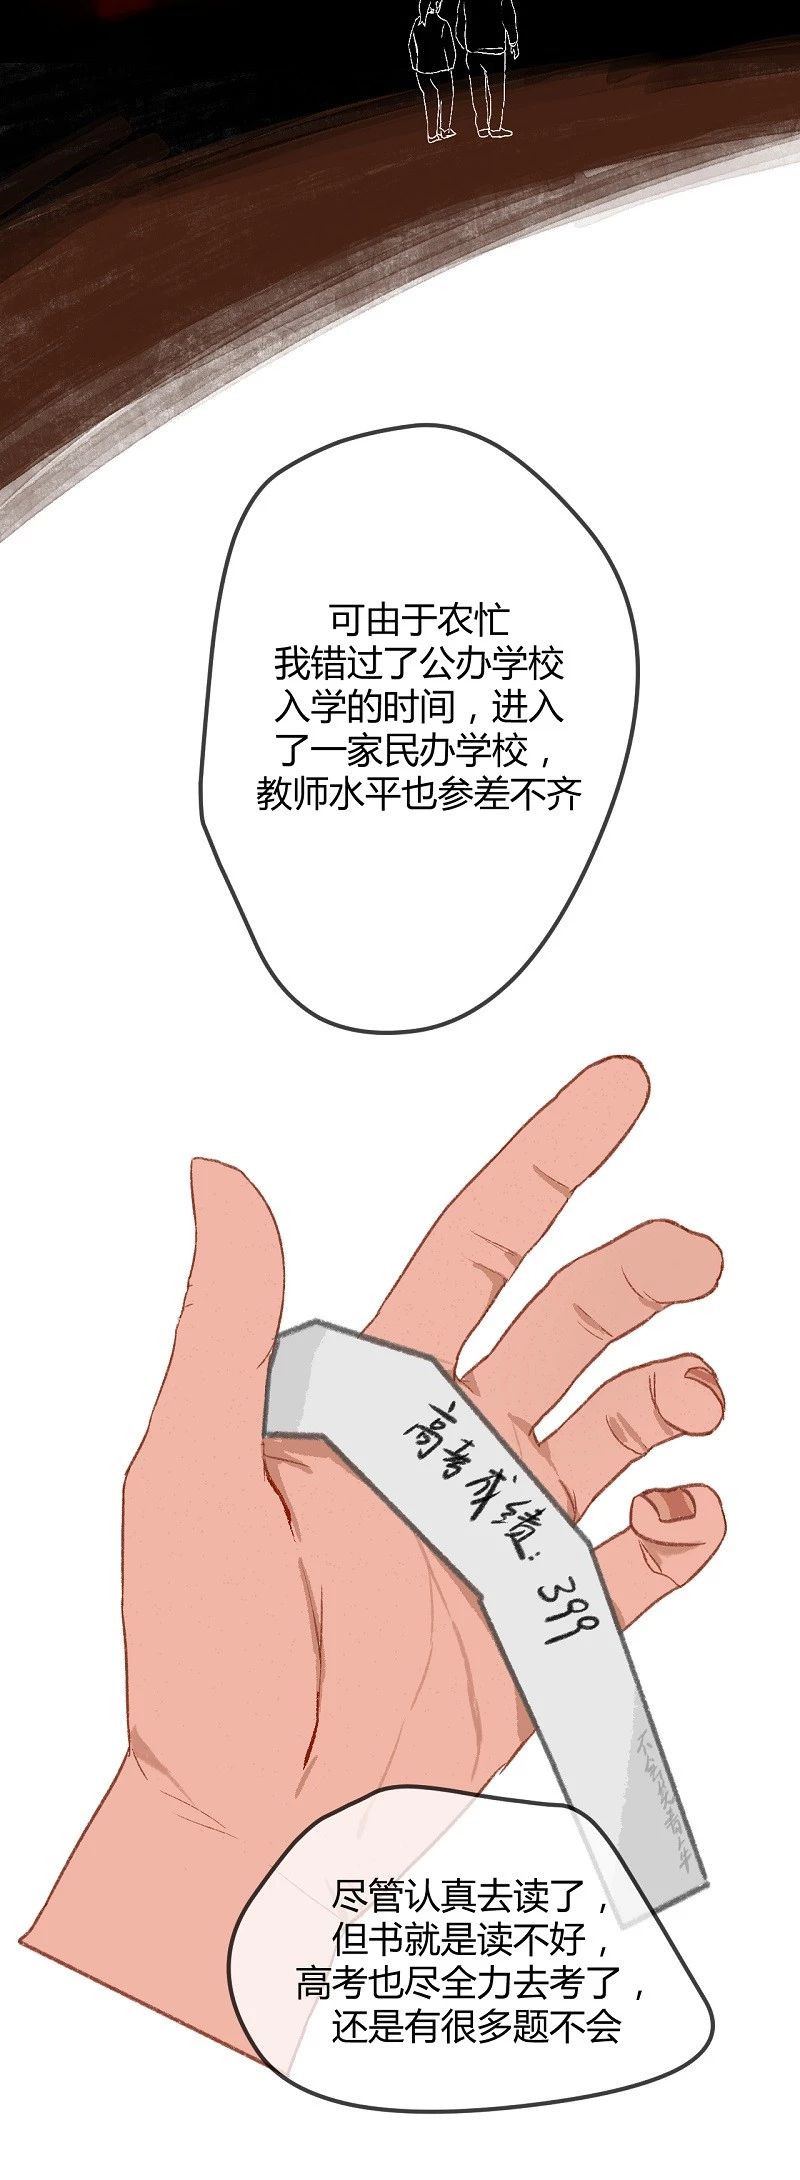 可由于农忙
我错过了公办学校
入学的时间，进入
了一家民办学校，
教师水平也参差不齐
高考成绩：399
尽管认真去读了，
但书就是读不好，
高考也尽全力去考了，
还是有很多题不会